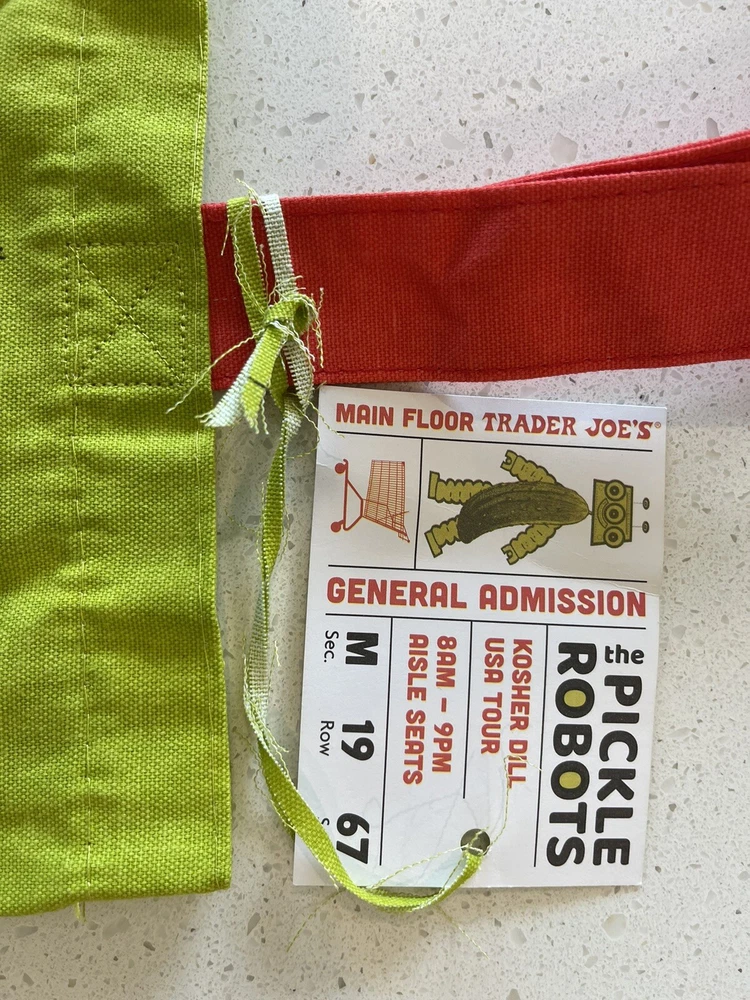 MAIN FLOOR TRADER JOE'S®
GENERAL ADMISSION
the PICKLE
ROBOTS
KOSHER DILL
USA TOUR
8AM – 9PM
AISLE SEATS
M 19 67
Sec. Row